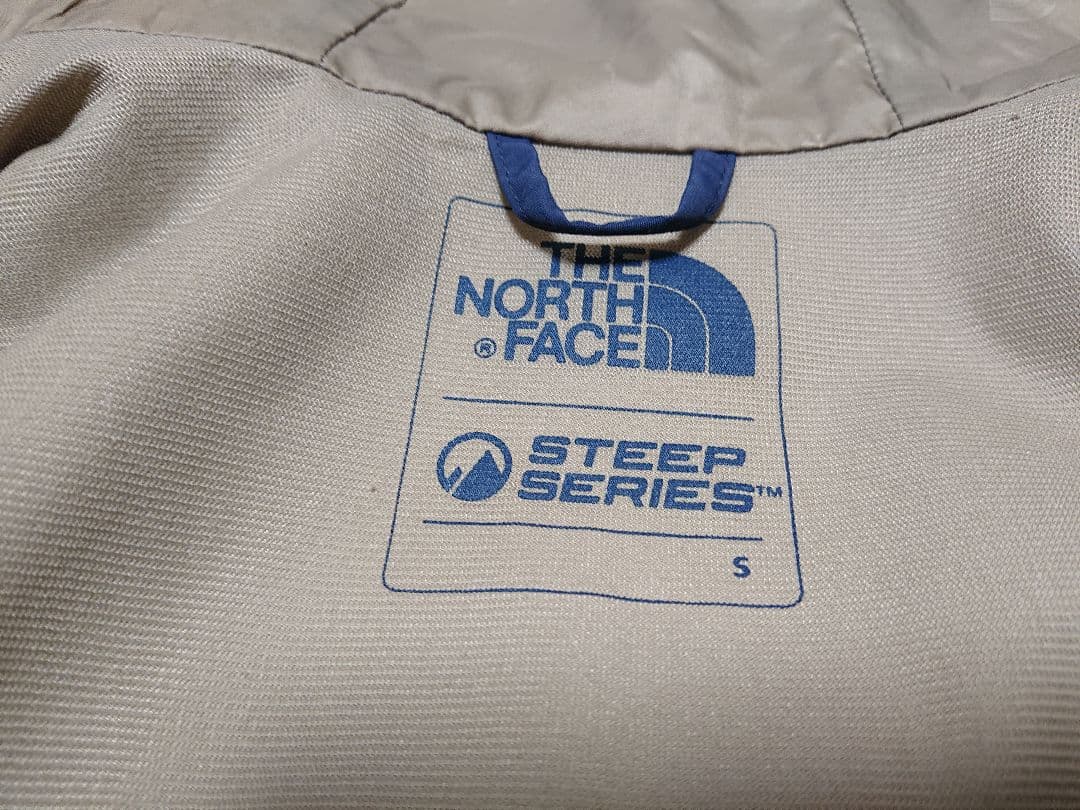 THE
NORTH
® FACE
STEEP
SERIES™
S